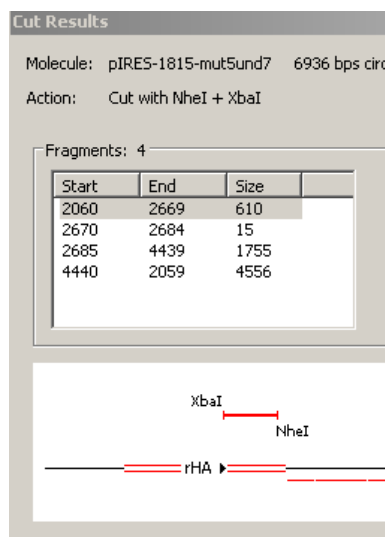 Cut Results
Molecule: pIRES-1815-mut5und7 6936 bps circ
Action: Cut with NheI + XbaI
Fragments: 4
Start End Size
2060 2669 610
2670 2684 15
2685 4439 1755
4440 2059 4556
XbaI
NheI
rHA